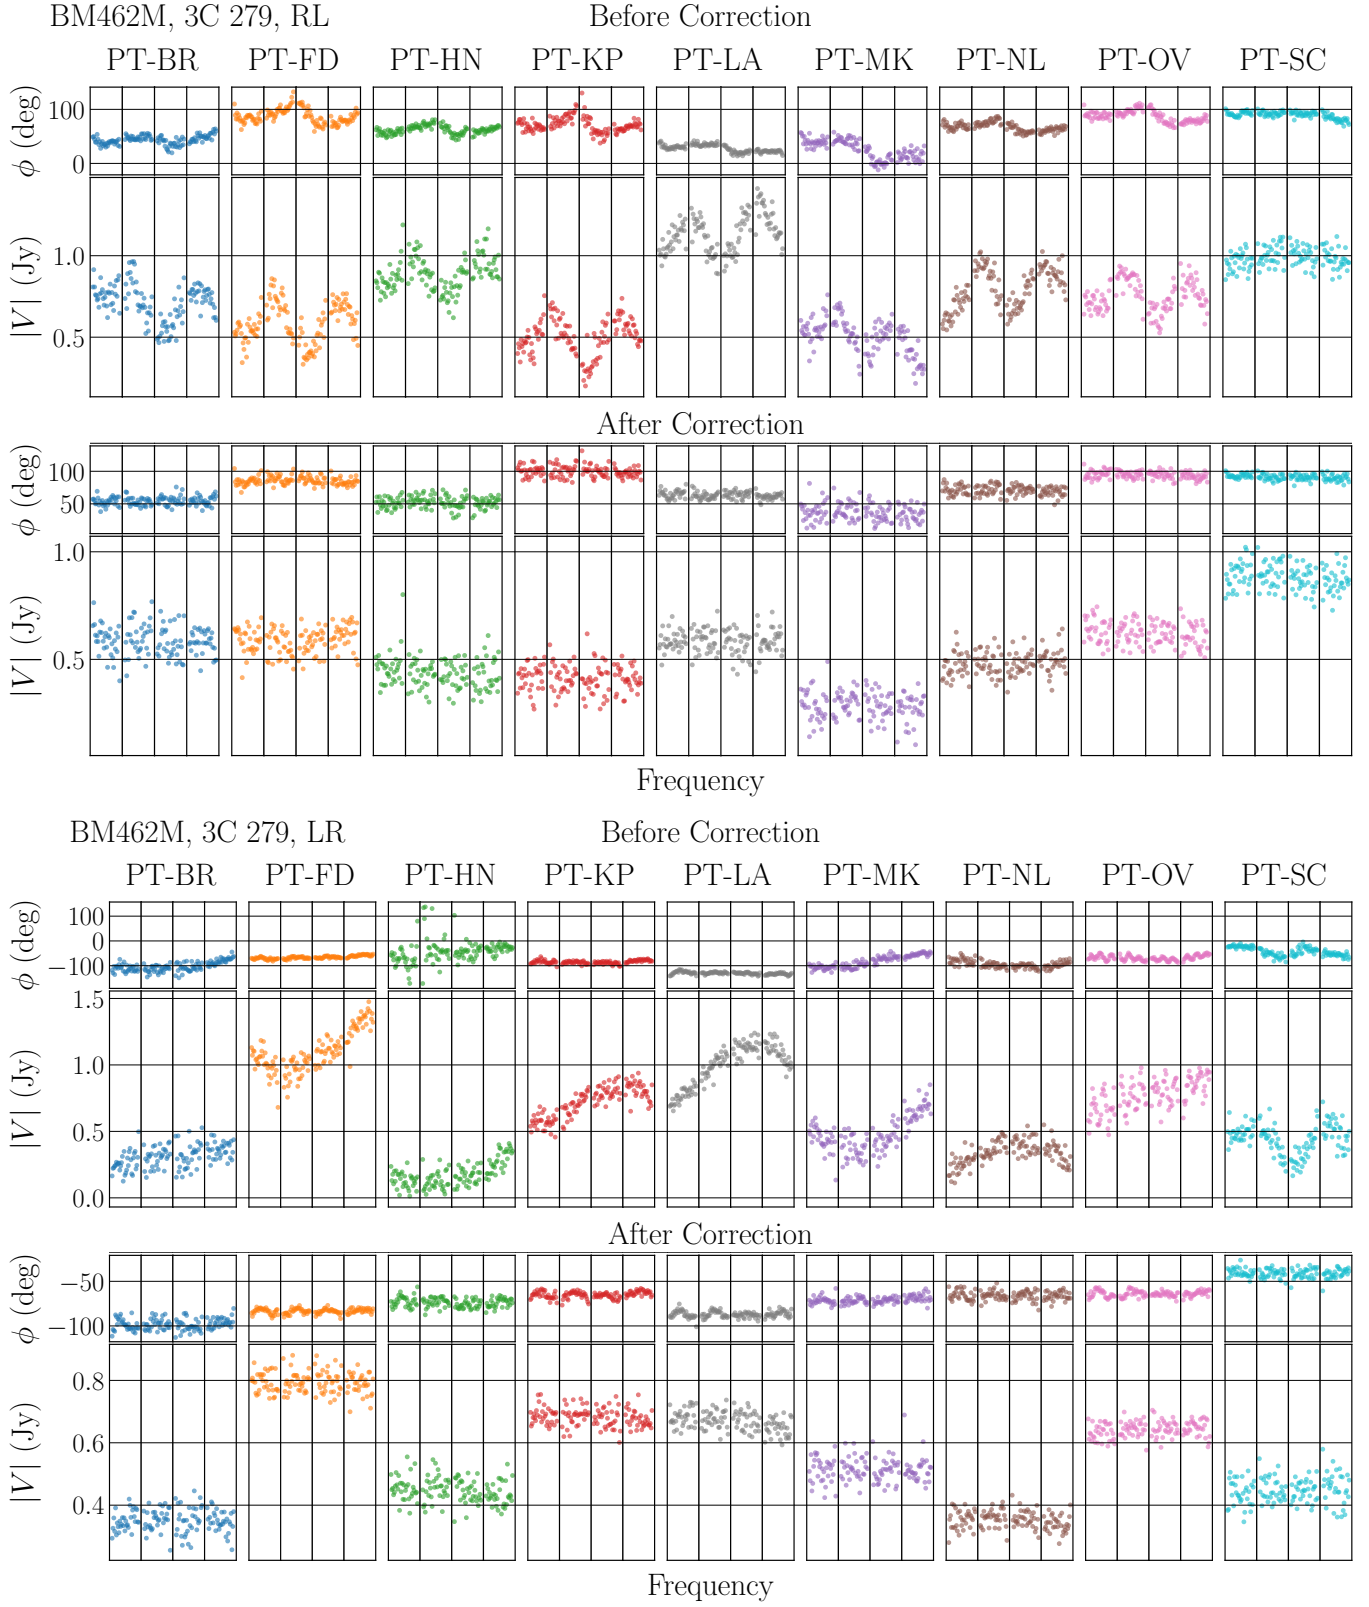 BM462M, 3C 279, RL Before Correction
PT-BR PT-FD PT-HN PT-KP PT-LA PT-MK PT-NL PT-OV PT-SC
ϕ (deg)
100
0
|V| (Jy)
1.0
0.5
After Correction
ϕ (deg)
100
50
|V| (Jy)
1.0
0.5
Frequency
BM462M, 3C 279, LR Before Correction
PT-BR PT-FD PT-HN PT-KP PT-LA PT-MK PT-NL PT-OV PT-SC
ϕ (deg)
100
0
−100
|V| (Jy)
1.5
1.0
0.5
0.0
After Correction
ϕ (deg)
−50
−100
|V| (Jy)
0.8
0.6
0.4
Frequency